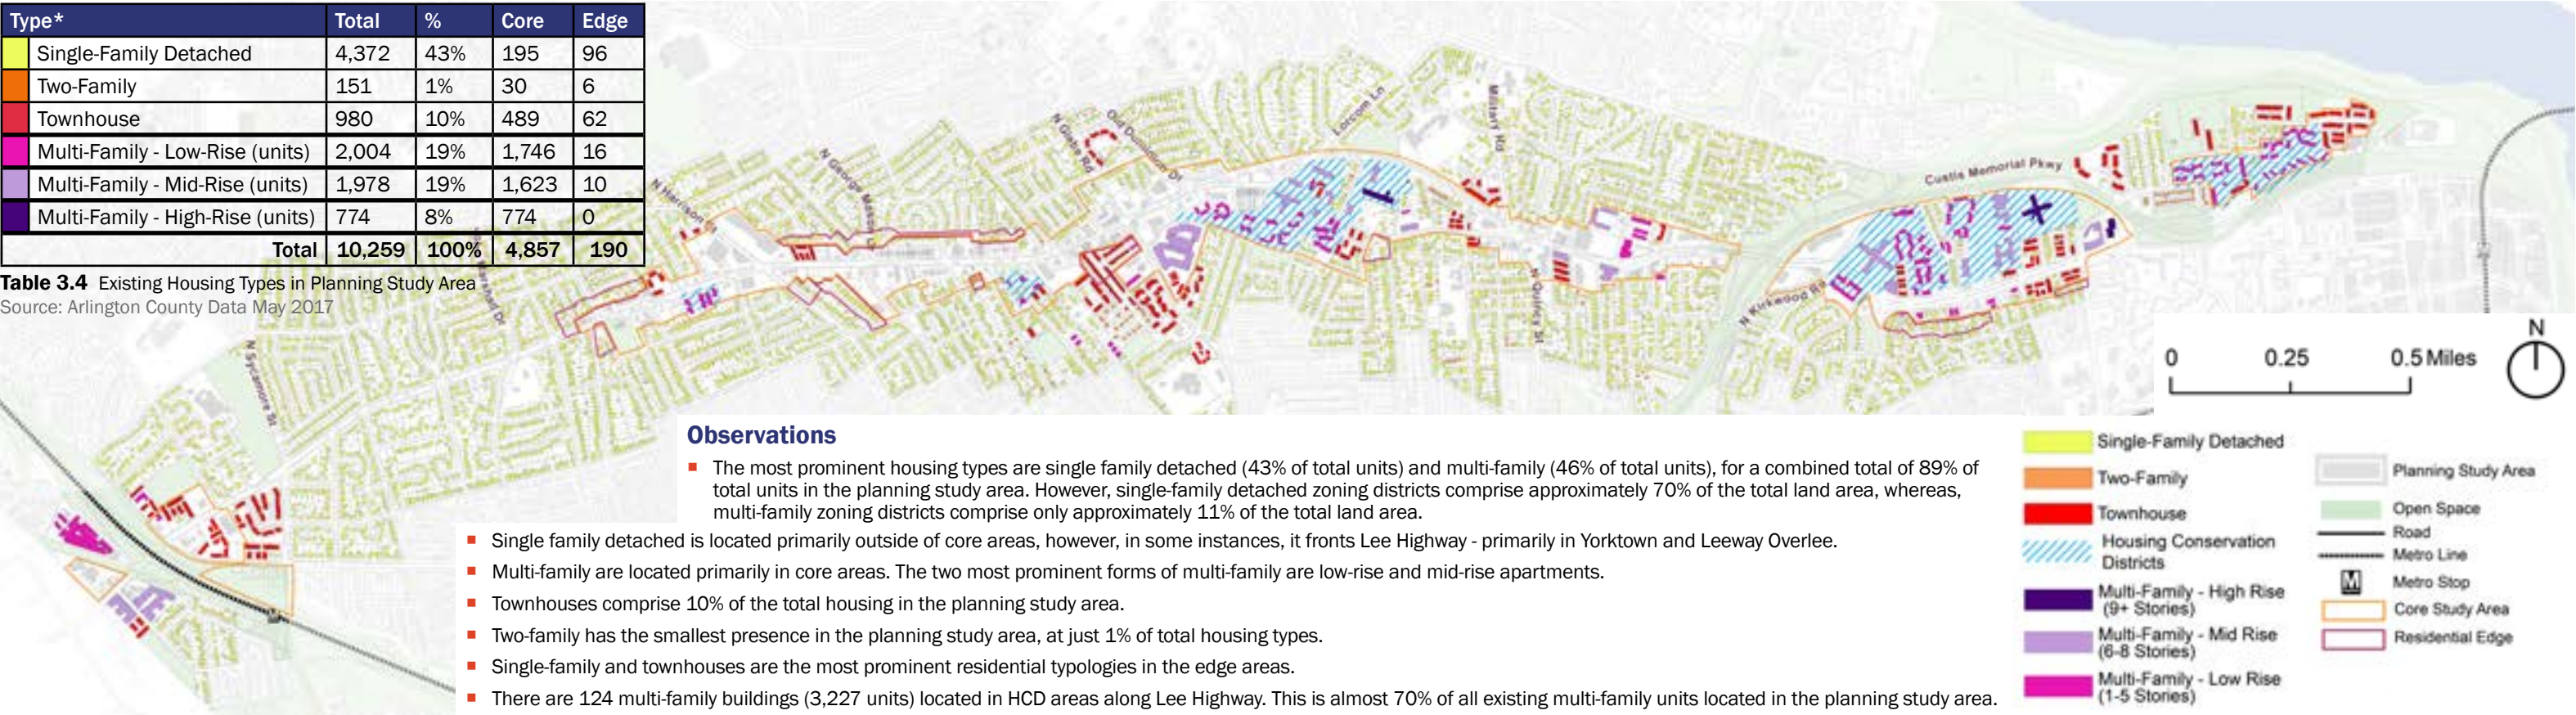 Type* Total % Core Edge
Single-Family Detached 4,372 43% 195 96
Two-Family 151 1% 30 6
Townhouse 980 10% 489 62
Multi-Family - Low-Rise (units) 2,004 19% 1,746 16
Multi-Family - Mid-Rise (units) 1,978 19% 1,623 10
Multi-Family - High-Rise (units) 774 8% 774 0
Total 10,259 100% 4,857 190
Table 3.4 Existing Housing Types in Planning Study Area
Source: Arlington County Data May 2017
N Sycamore St
N Harrison St
N George Mason
N Glebe Rd
Old Dominion Dr
Lorcom Ln
Military Rd
N Quincy St
N Kirkwood Rd
Custis Memorial Pkwy
0 0.25 0.5 Miles
N
Observations
The most prominent housing types are single family detached (43% of total units) and multi-family (46% of total units), for a combined total of 89% of
total units in the planning study area. However, single-family detached zoning districts comprise approximately 70% of the total land area, whereas,
multi-family zoning districts comprise only approximately 11% of the total land area.
Single family detached is located primarily outside of core areas, however, in some instances, it fronts Lee Highway - primarily in Yorktown and Leeway Overlee.
Multi-family are located primarily in core areas. The two most prominent forms of multi-family are low-rise and mid-rise apartments.
Townhouses comprise 10% of the total housing in the planning study area.
Two-family has the smallest presence in the planning study area, at just 1% of total housing types.
Single-family and townhouses are the most prominent residential typologies in the edge areas.
There are 124 multi-family buildings (3,227 units) located in HCD areas along Lee Highway. This is almost 70% of all existing multi-family units located in the planning study area.
Single-Family Detached
Two-Family
Townhouse
Housing Conservation
Districts
Multi-Family - High Rise
(9+ Stories)
Multi-Family - Mid Rise
(6-8 Stories)
Multi-Family - Low Rise
(1-5 Stories)
Planning Study Area
Open Space
Road
Metro Line
M Metro Stop
Core Study Area
Residential Edge